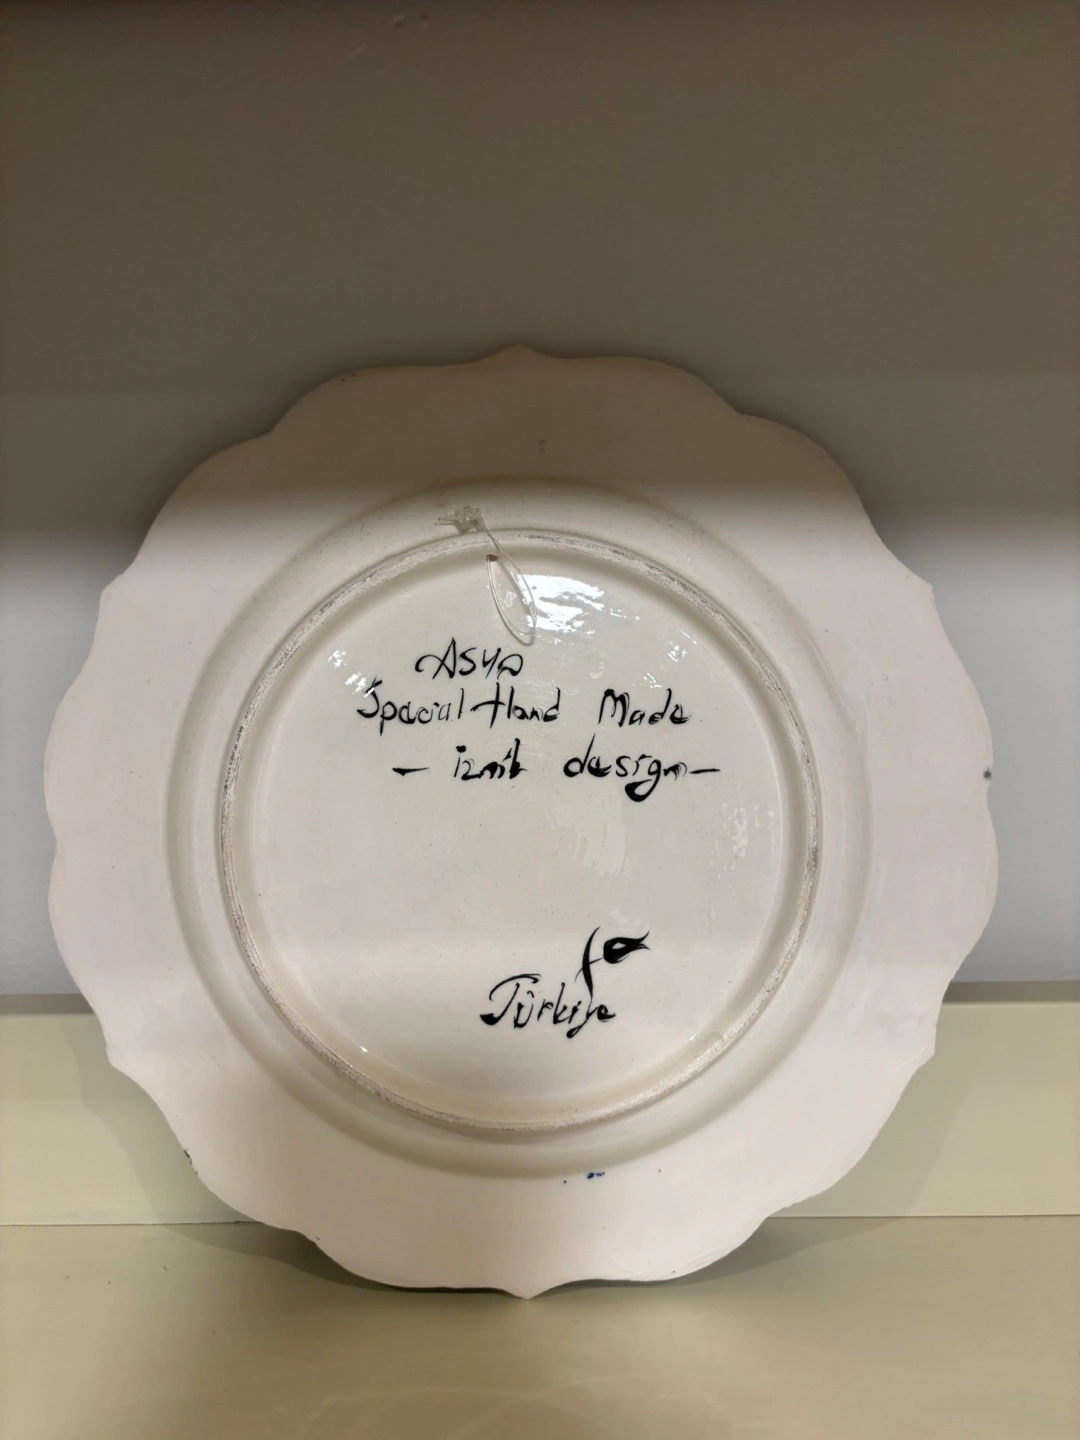 Asya
Special Hand Made
- iznik design -
Türkiye